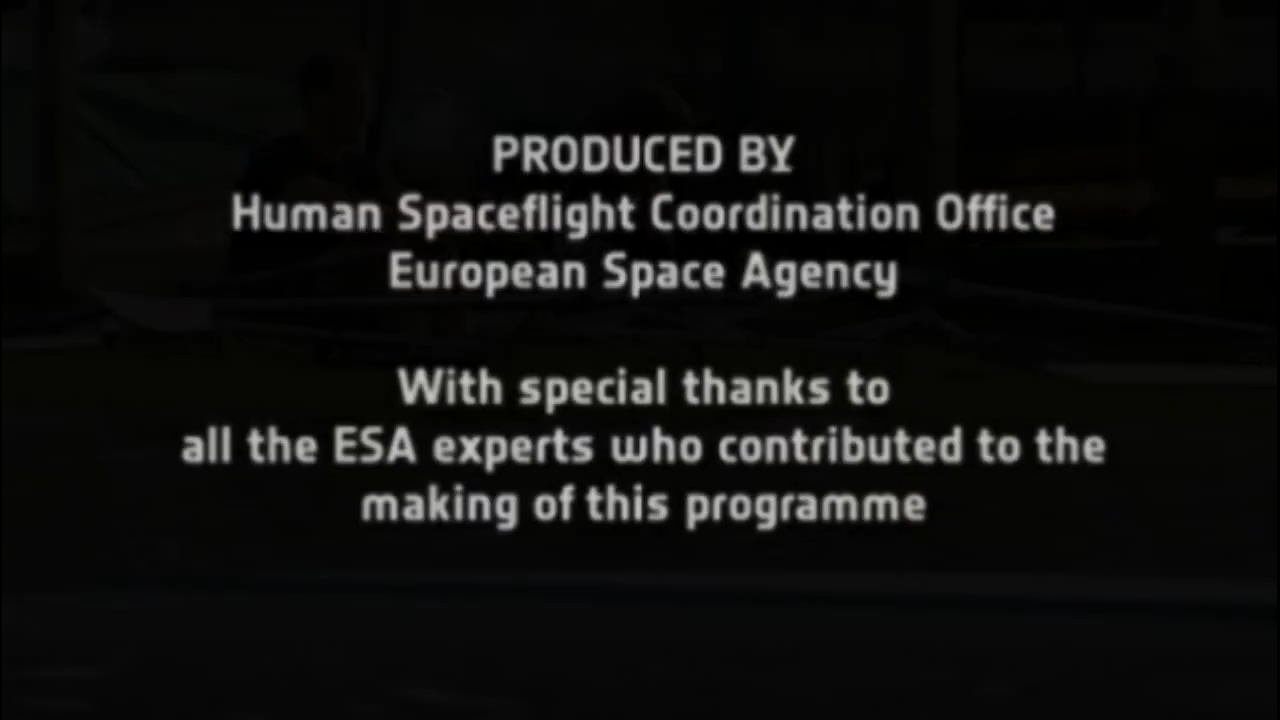 PRODUCED BY
Human Spaceflight Coordination Office
European Space Agency
With special thanks to
all the ESA experts who contributed to the
making of this programme